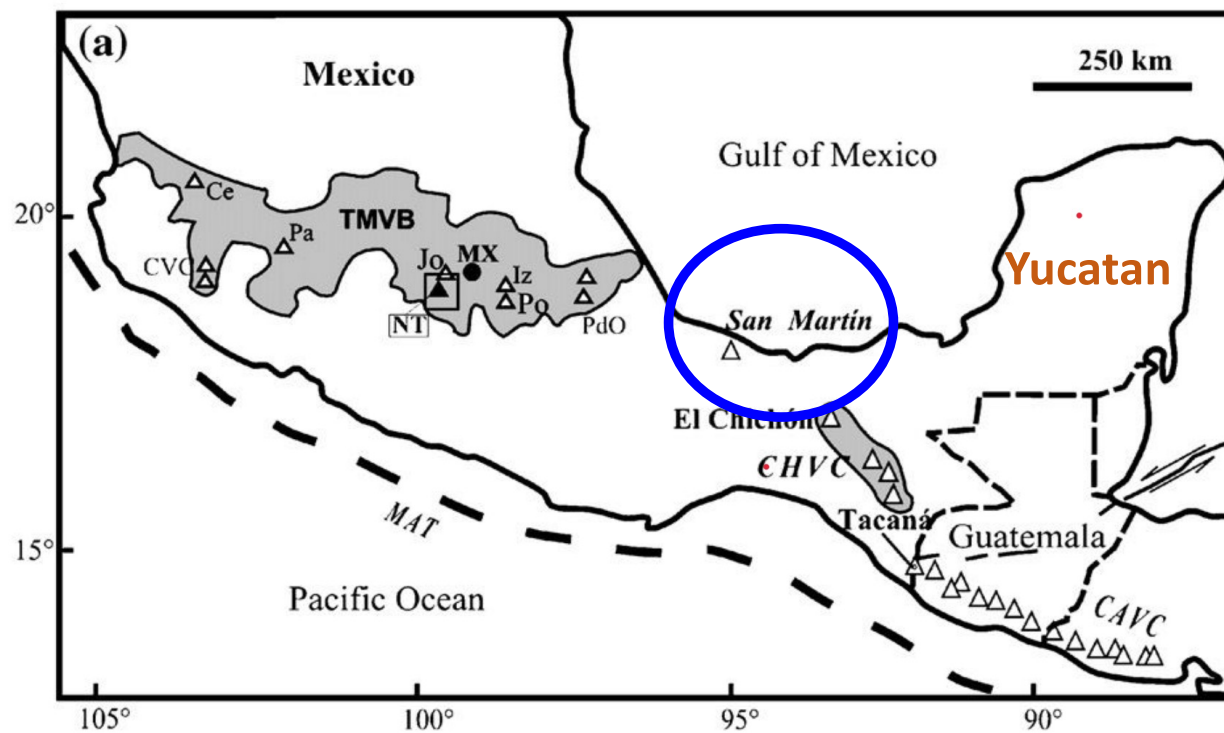 (a)
Mexico
250 km
Gulf of Mexico
Ce
20°
Pa
TMVB
Jo
MX
CVC
Iz
Po
NT
PdO
Yucatan
San Martín
El Chichón
CHVC
MAT
Tacaná
Guatemala
15°
Pacific Ocean
CAVC
105°
100°
95°
90°